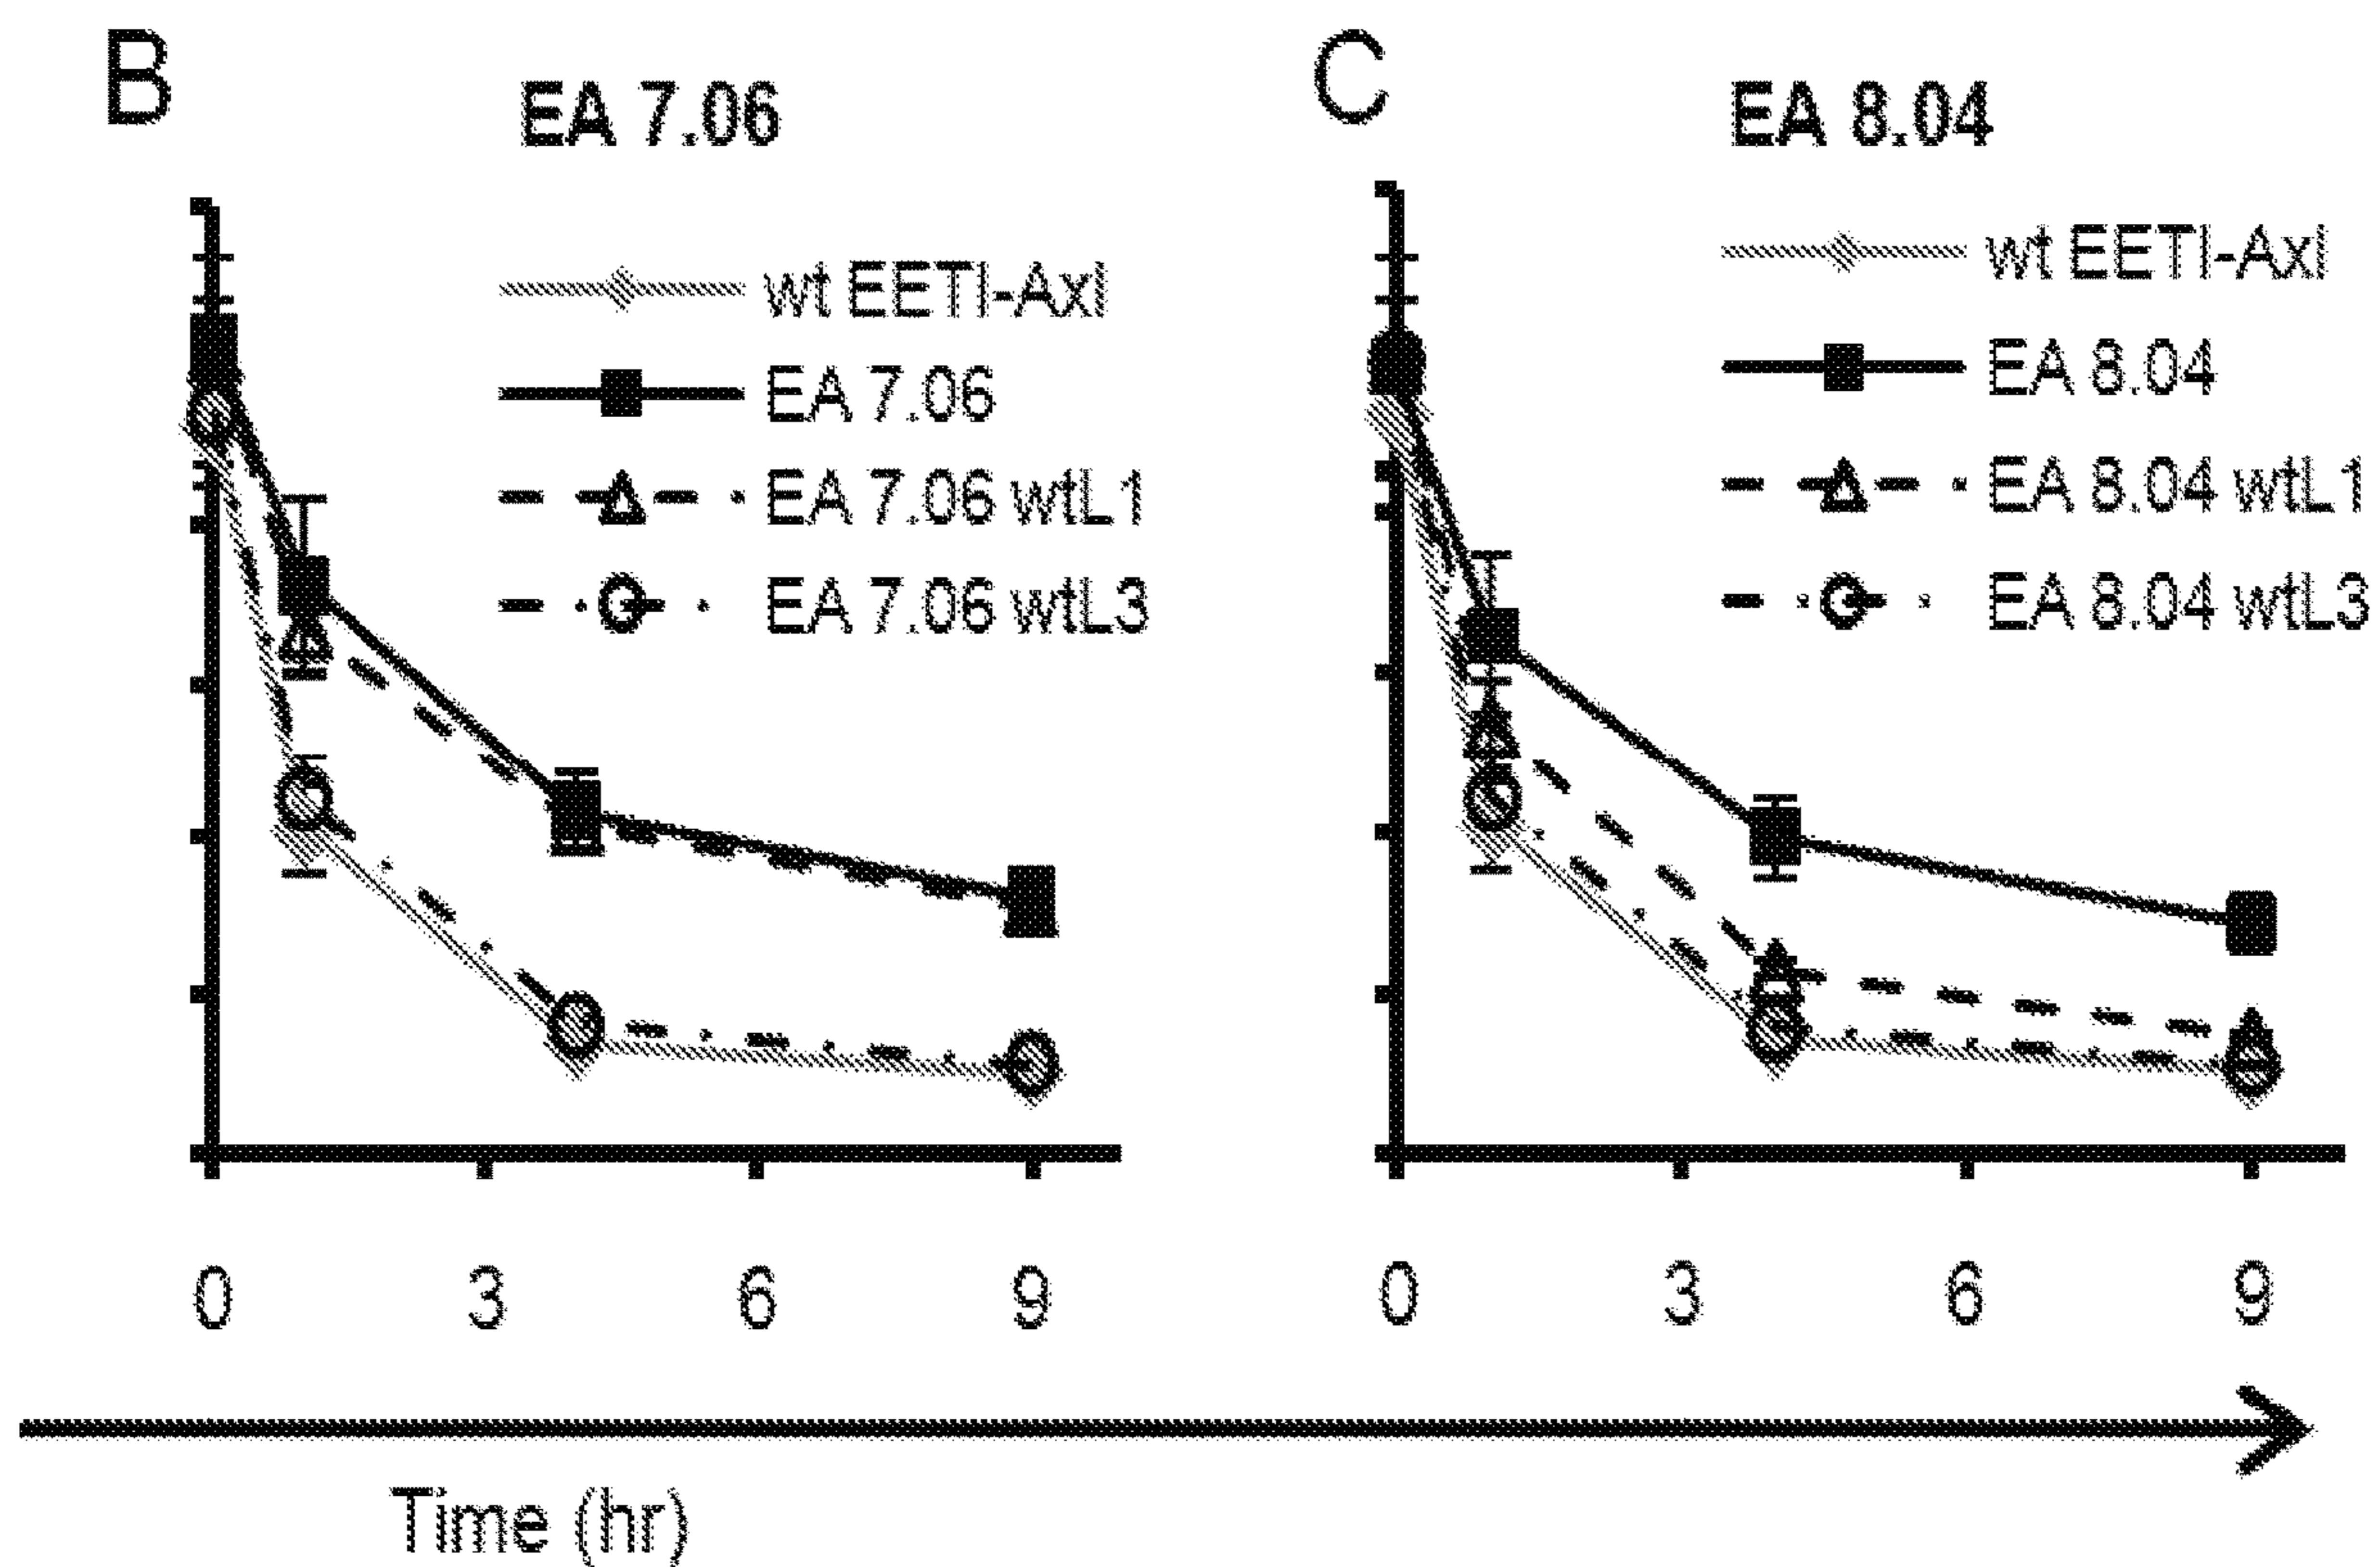 B
EA 7.06
wt EETI-Axl
EA 7.06
EA 7.06 wtL1
EA 7.06 wtL3
0 3 6 9
C
EA 8.04
wt EETI-Axl
EA 8.04
EA 8.04 wtL1
EA 8.04 wtL3
0 3 6 9
Time (hr)